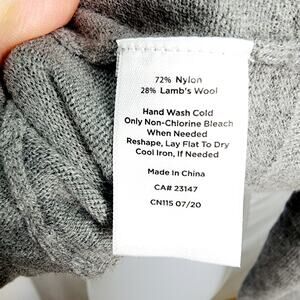 72% Nylon
28% Lamb's Wool
Hand Wash Cold
Only Non-Chlorine Bleach
When Needed
Reshape, Lay Flat To Dry
Cool Iron, If Needed
Made In China
CA# 23147
CN11S 07/20